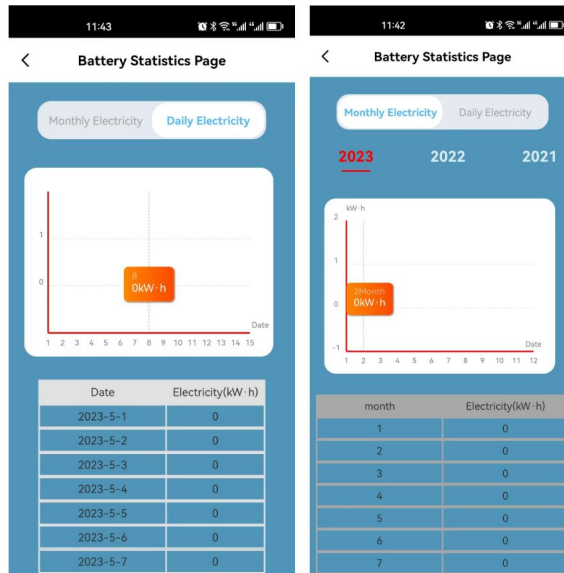 11:43
Battery Statistics Page
Monthly Electricity Daily Electricity
1
0
8
0kW·h
Date
1 2 3 4 5 6 7 8 9 10 11 12 13 14 15
Date Electricity(kW·h)
2023-5-1 0
2023-5-2 0
2023-5-3 0
2023-5-4 0
2023-5-5 0
2023-5-6 0
2023-5-7 0
11:42
Battery Statistics Page
Monthly Electricity Daily Electricity
2023 2022 2021
kW·h
2
1
0
-1
2Month
0kW·h
Date
1 2 3 4 5 6 7 8 9 10 11 12
month Electricity(kW·h)
1 0
2 0
3 0
4 0
5 0
6 0
7 0